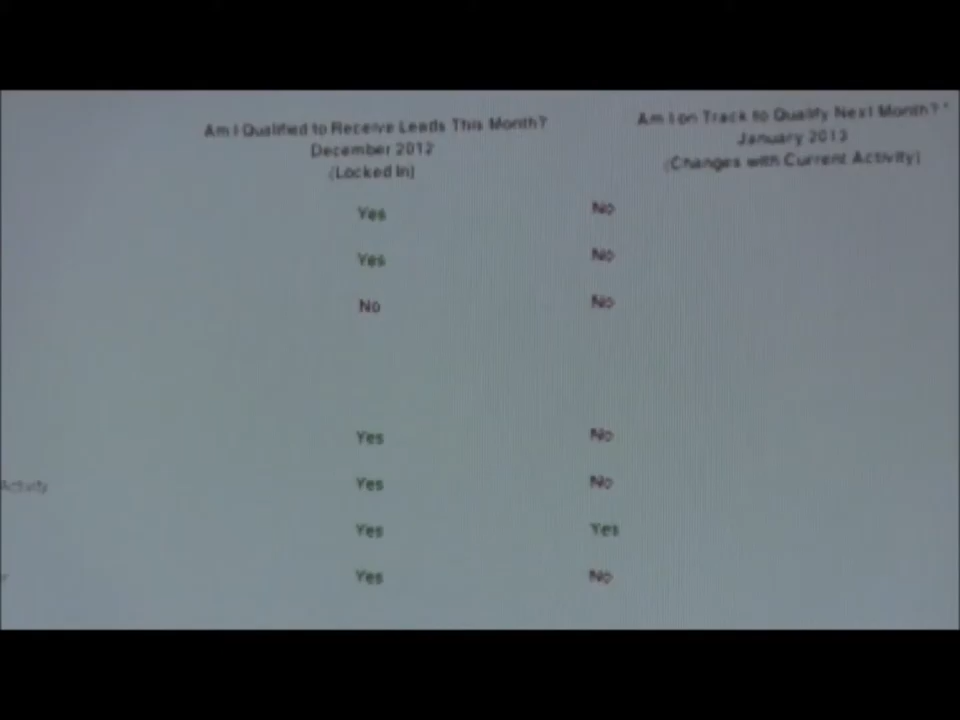 Am I Qualified to Receive Leads This Month?
December 2012
(Locked In)
Am I on Track to Qualify Next Month? *
January 2013
(Changes with Current Activity)
Yes No
Yes No
No No
Yes No
Activity Yes No
Yes Yes
r Yes No